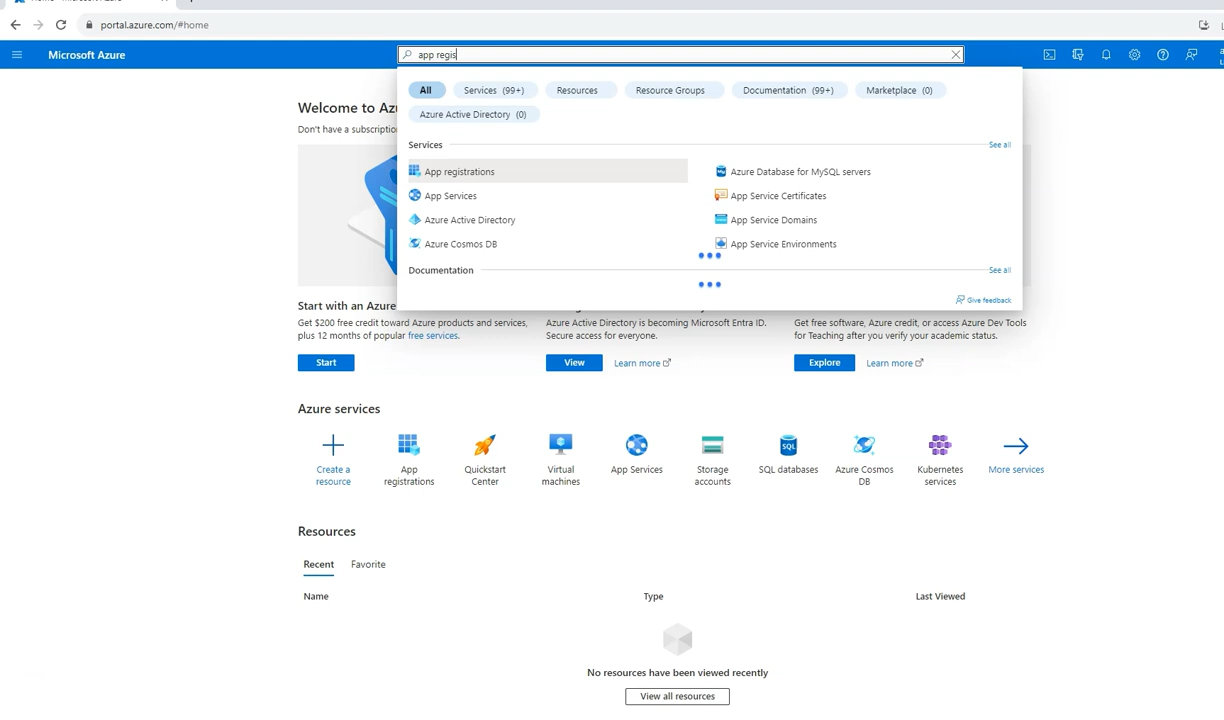 portal.azure.com/#home
Microsoft Azure
app regis
All
Services (99+)
Resources
Resource Groups
Documentation (99+)
Marketplace (0)
Azure Active Directory (0)
Services
See all
App registrations
Azure Database for MySQL servers
App Services
App Service Certificates
Azure Active Directory
App Service Domains
Azure Cosmos DB
App Service Environments
Documentation
See all
Give feedback
Welcome to Az
Don't have a subscriptio
Start with an Azure
Get $200 free credit toward Azure products and services,
plus 12 months of popular free services.
Start
Azure Active Directory is becoming Microsoft Entra ID.
Secure access for everyone.
View
Learn more
Get free software, Azure credit, or access Azure Dev Tools
for Teaching after you verify your academic status.
Explore
Learn more
Azure services
Create a
resource
App
registrations
Quickstart
Center
Virtual
machines
App Services
Storage
accounts
SQL
SQL databases
Azure Cosmos
DB
Kubernetes
services
More services
Resources
Recent
Favorite
Name
Type
Last Viewed
No resources have been viewed recently
View all resources